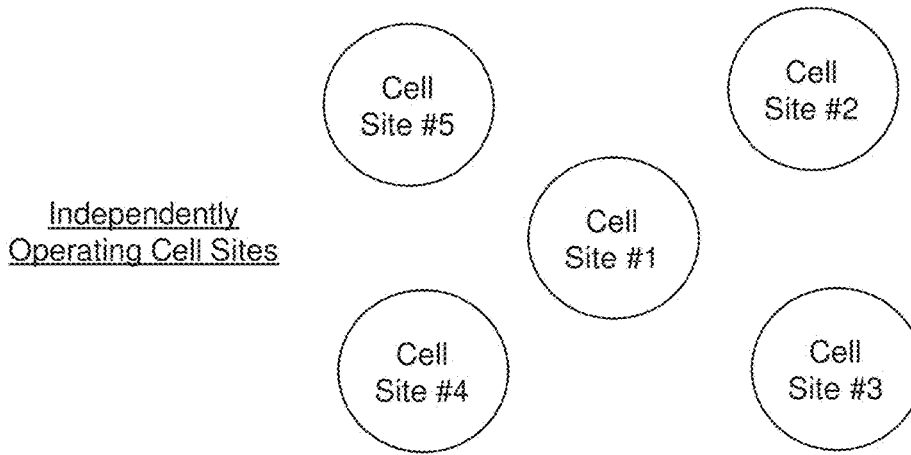 Independently
Operating Cell Sites
Cell
Site #5
Cell
Site #2
Cell
Site #1
Cell
Site #4
Cell
Site #3